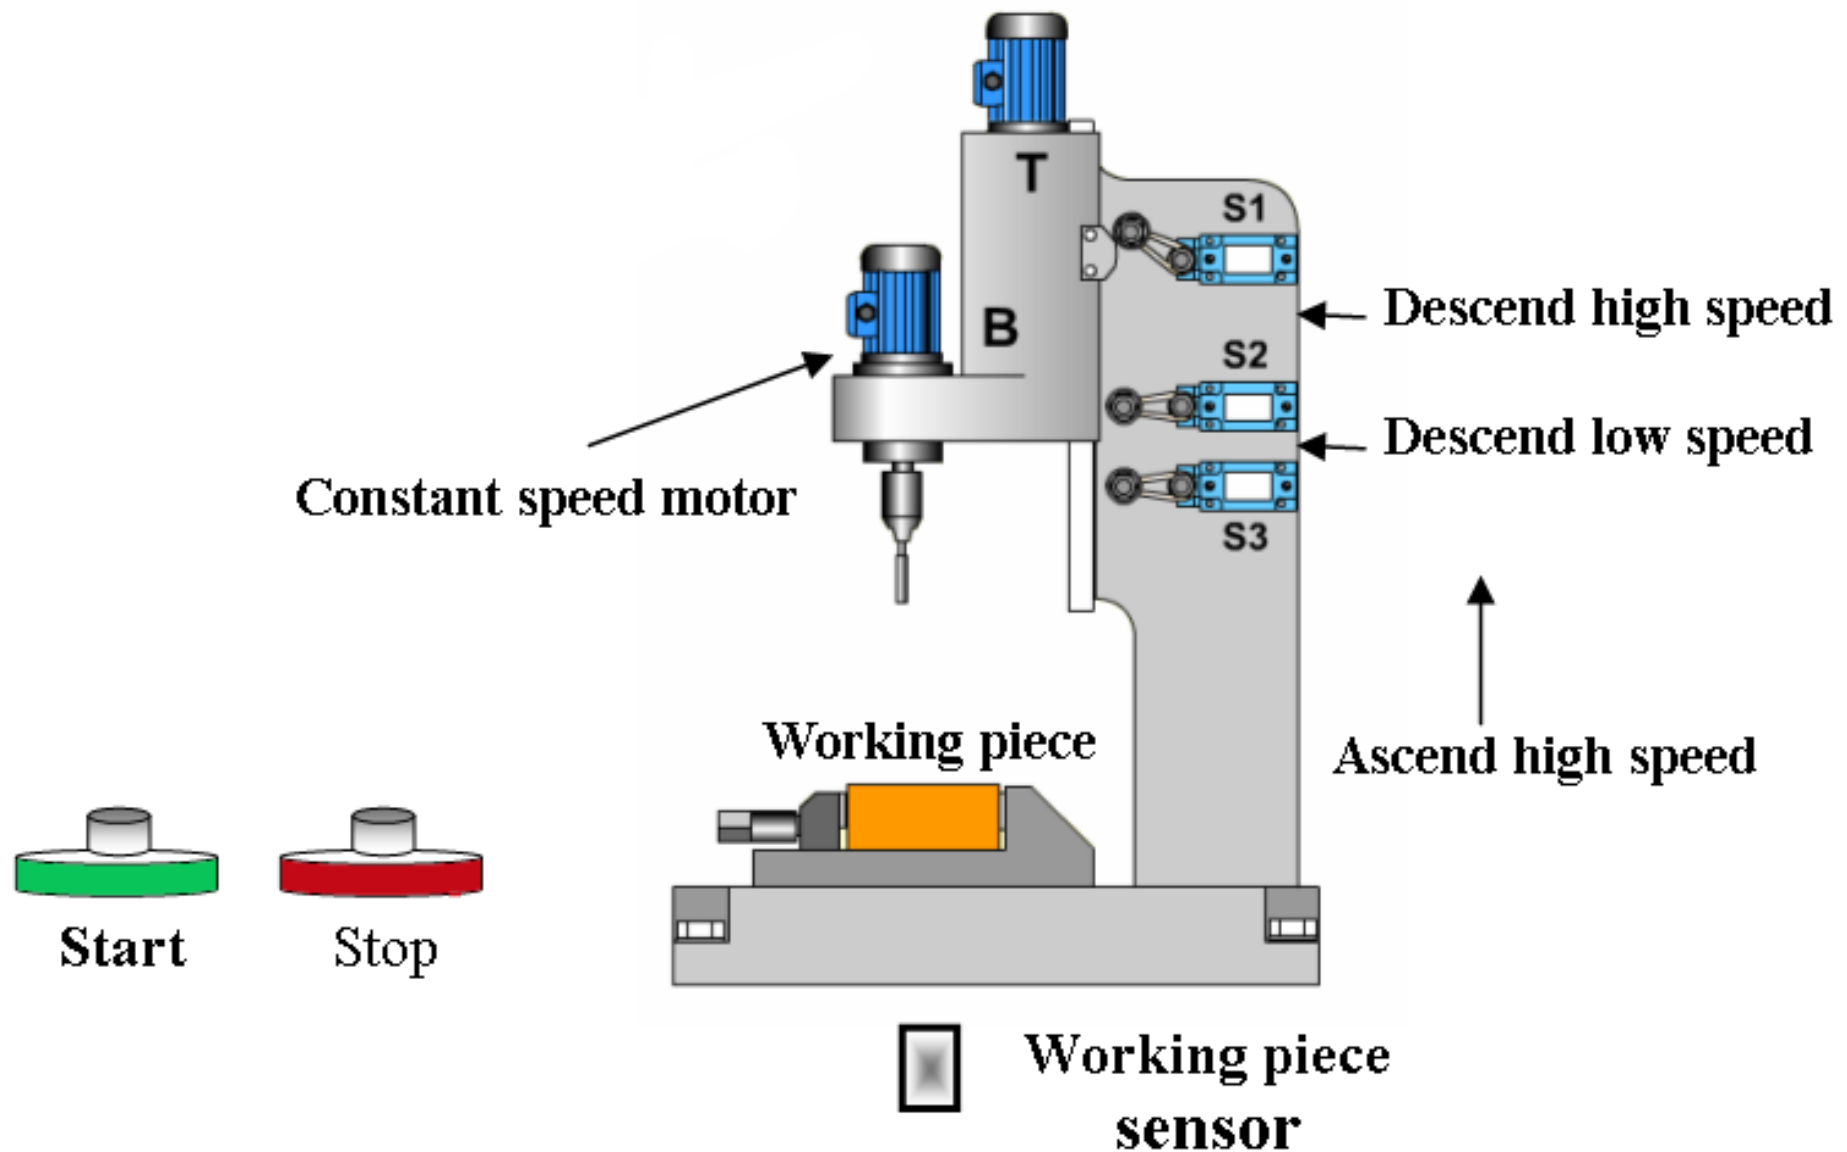 T
S1
Descend high speed
B
S2
Descend low speed
Constant speed motor
S3
Working piece
Ascend high speed
Start
Stop
Working piece
sensor